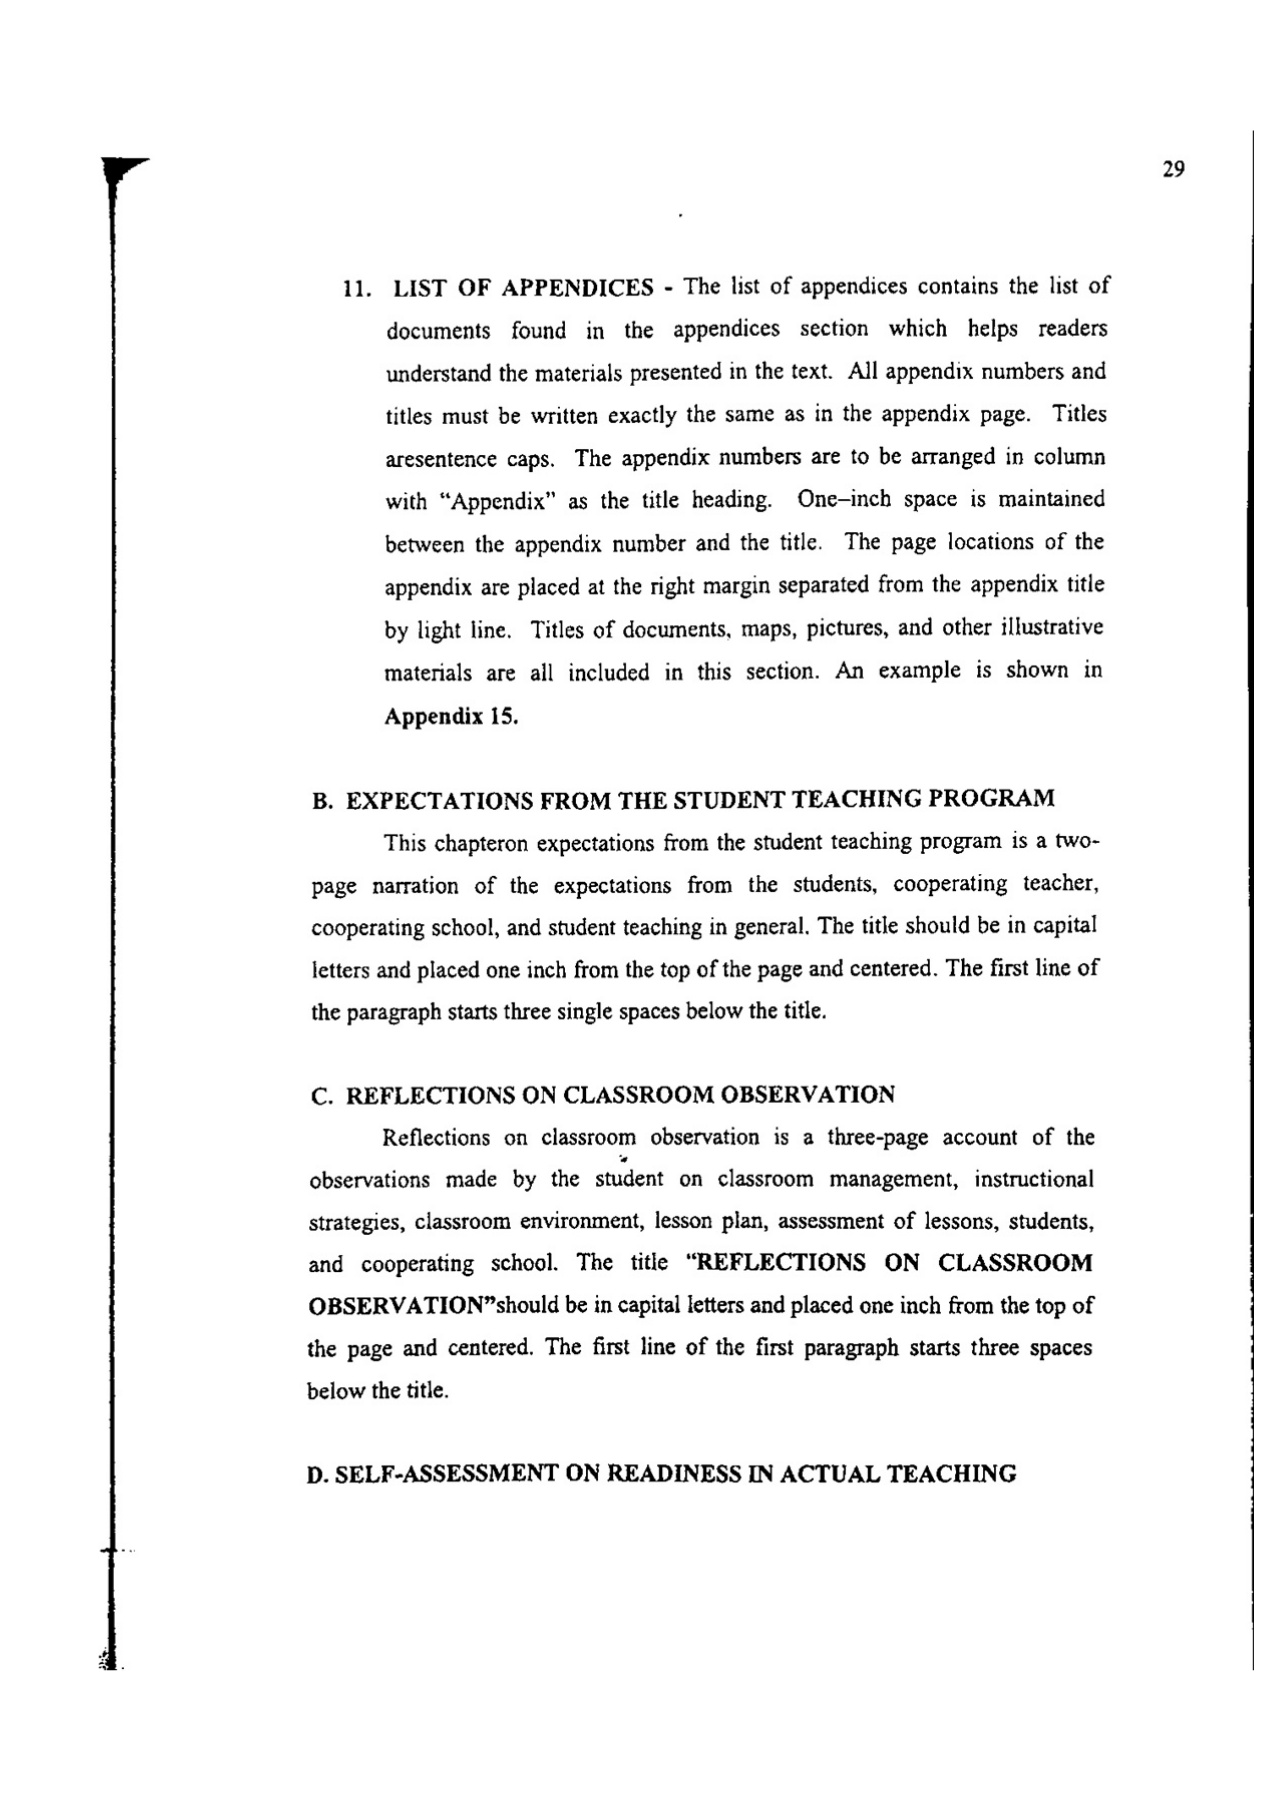 29
11. LIST OF APPENDICES - The list of appendices contains the list of
documents found in the appendices section which helps readers
understand the materials presented in the text. All appendix numbers and
titles must be written exactly the same as in the appendix page. Titles
aresentence caps. The appendix numbers are to be arranged in column
with “Appendix” as the title heading. One–inch space is maintained
between the appendix number and the title. The page locations of the
appendix are placed at the right margin separated from the appendix title
by light line. Titles of documents, maps, pictures, and other illustrative
materials are all included in this section. An example is shown in
Appendix 15.
B. EXPECTATIONS FROM THE STUDENT TEACHING PROGRAM
This chapteron expectations from the student teaching program is a two-
page narration of the expectations from the students, cooperating teacher,
cooperating school, and student teaching in general. The title should be in capital
letters and placed one inch from the top of the page and centered. The first line of
the paragraph starts three single spaces below the title.
C. REFLECTIONS ON CLASSROOM OBSERVATION
Reflections on classroom observation is a three-page account of the
observations made by the student on classroom management, instructional
strategies, classroom environment, lesson plan, assessment of lessons, students,
and cooperating school. The title “REFLECTIONS ON CLASSROOM
OBSERVATION”should be in capital letters and placed one inch from the top of
the page and centered. The first line of the first paragraph starts three spaces
below the title.
D. SELF-ASSESSMENT ON READINESS IN ACTUAL TEACHING